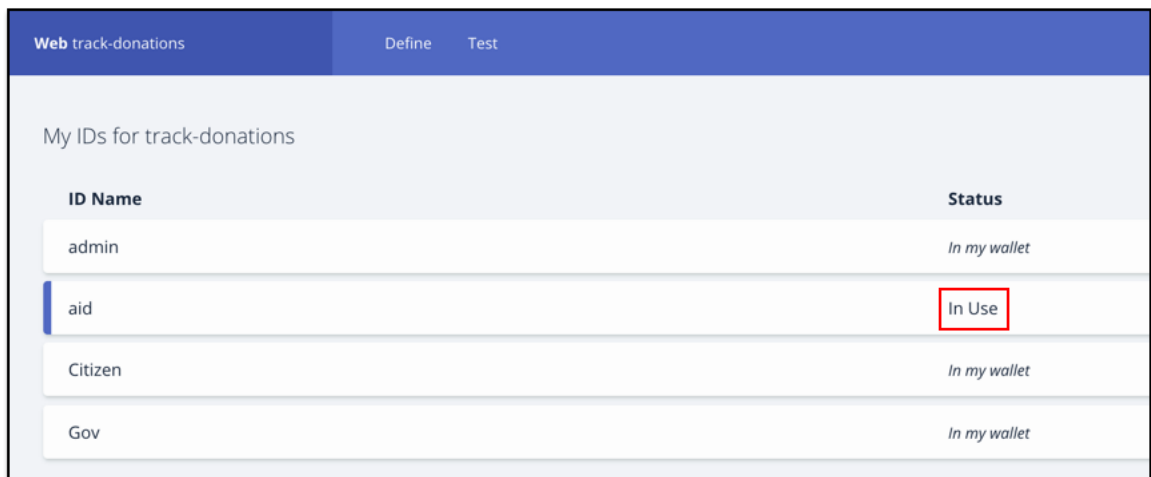 Web track-donations Define Test
My IDs for track-donations
ID Name Status
admin In my wallet
aid In Use
Citizen In my wallet
Gov In my wallet